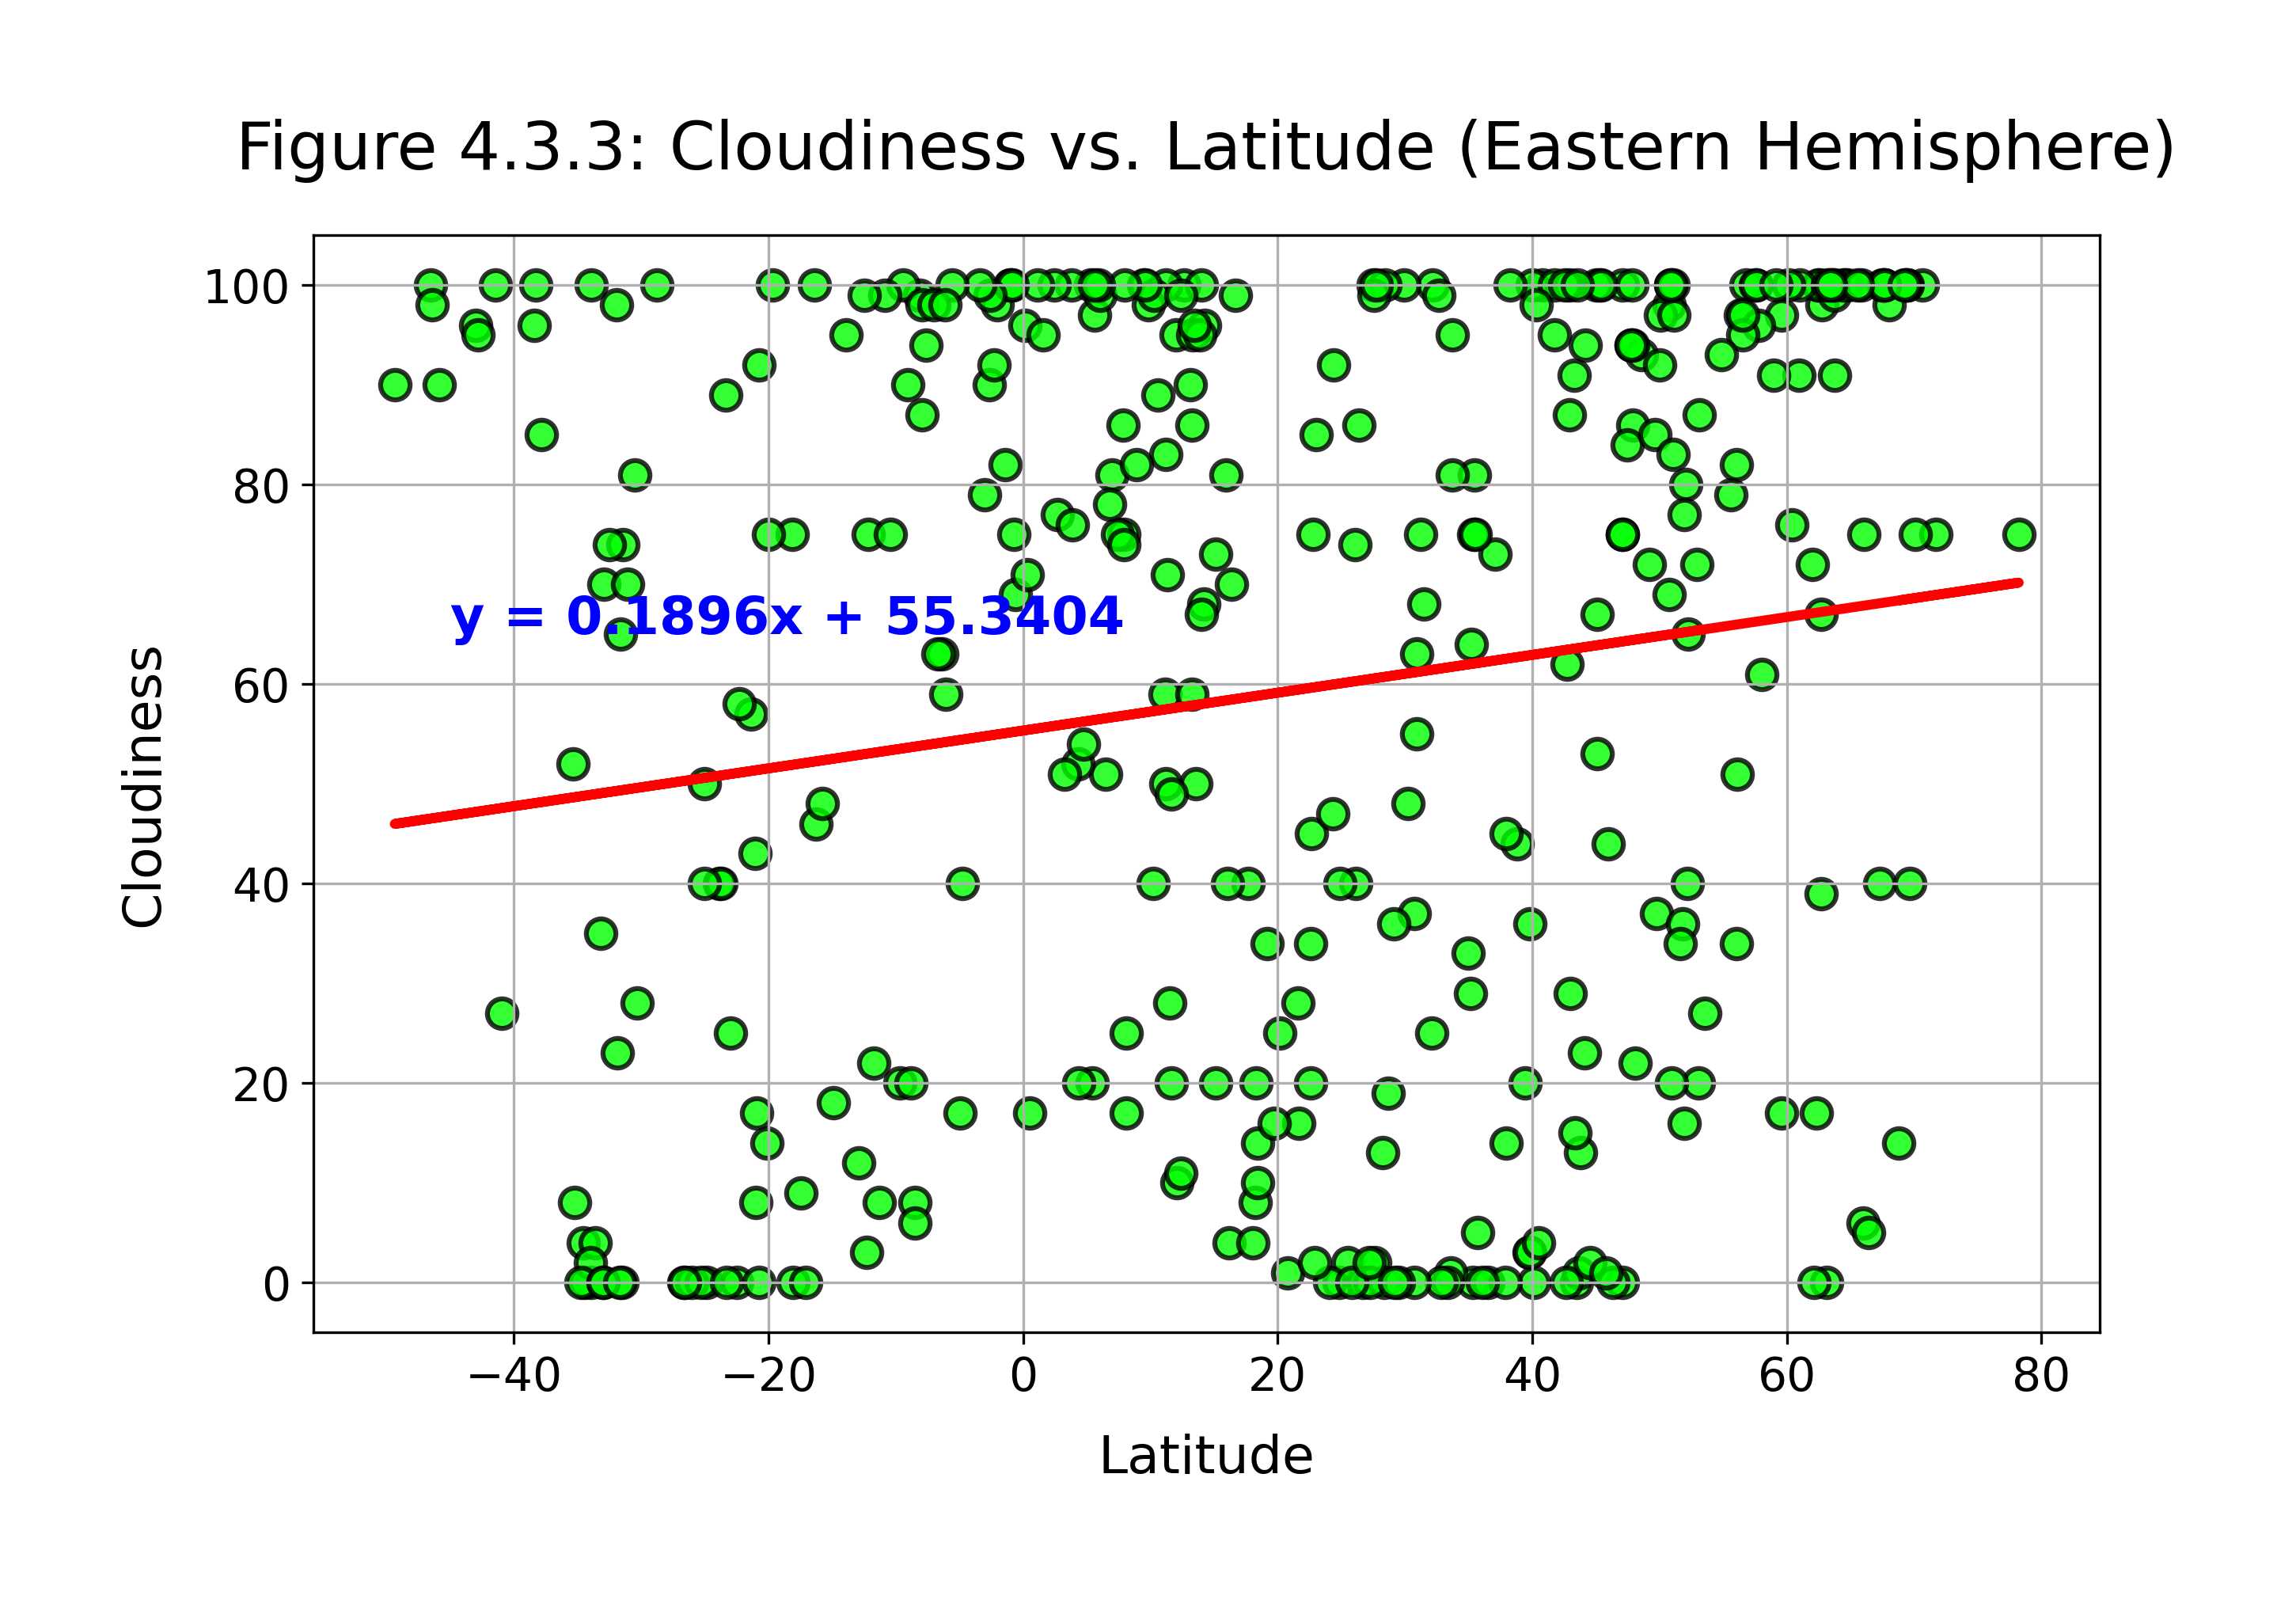 Figure 4.3.3: Cloudiness vs. Latitude (Eastern Hemisphere)
100
80
y = 0.1896x + 55.3404
60
40
20
0
Cloudiness
−40 −20 0 20 40 60 80
Latitude